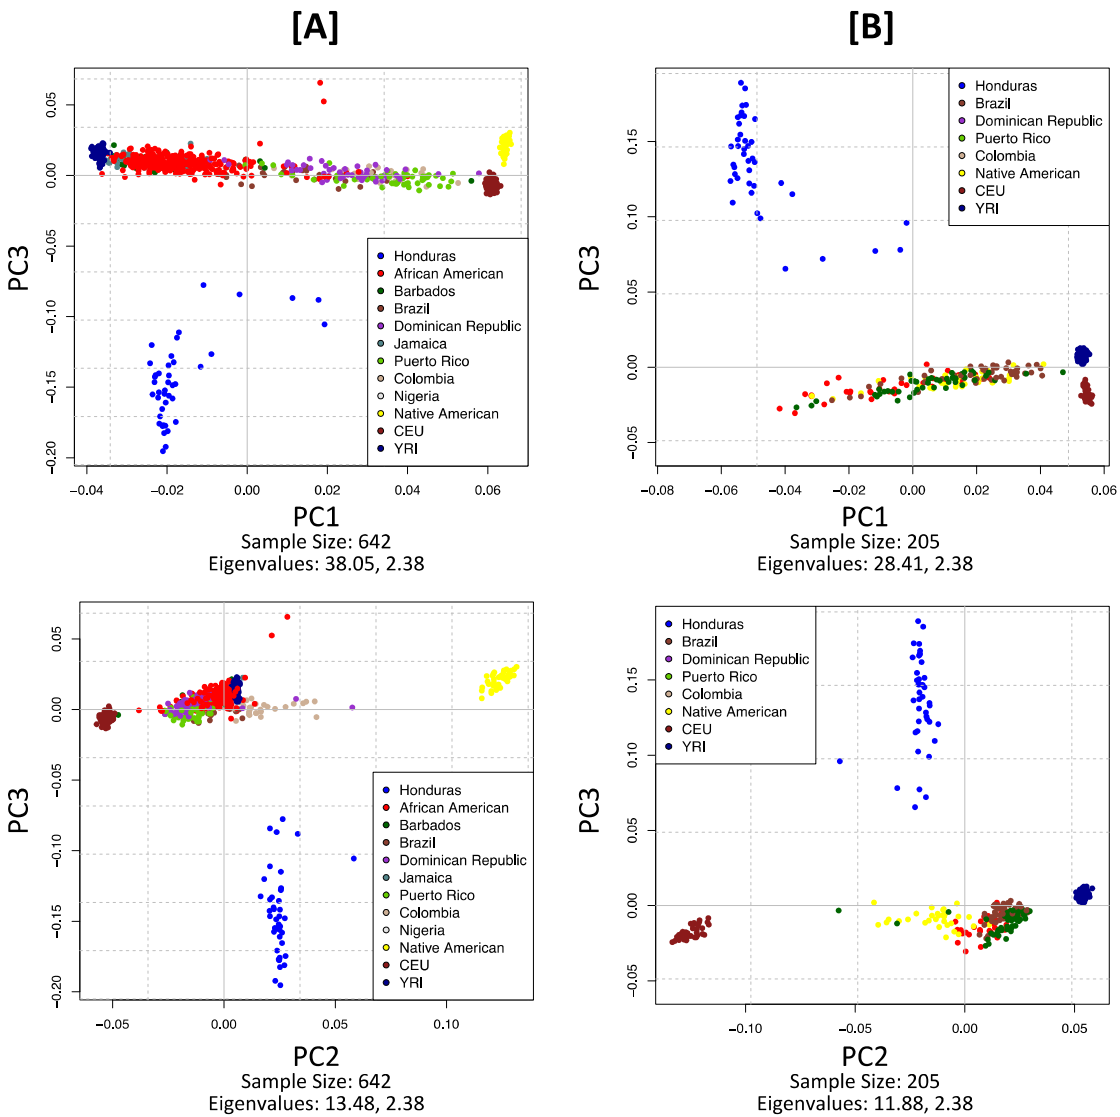 [A]
[B]
PC3
0.05
0.00
−0.05
−0.10
−0.15
−0.20
Honduras
African American
Barbados
Brazil
Dominican Republic
Jamaica
Puerto Rico
Colombia
Nigeria
Native American
CEU
YRI
−0.04 −0.02 0.00 0.02 0.04 0.06
PC1
Sample Size: 642
Eigenvalues: 38.05, 2.38
PC3
0.15
0.10
0.05
0.00
−0.05
Honduras
Brazil
Dominican Republic
Puerto Rico
Colombia
Native American
CEU
YRI
−0.08 −0.06 −0.04 −0.02 0.00 0.02 0.04 0.06
PC1
Sample Size: 205
Eigenvalues: 28.41, 2.38
PC3
0.05
0.00
−0.05
−0.10
−0.15
−0.20
Honduras
African American
Barbados
Brazil
Dominican Republic
Jamaica
Puerto Rico
Colombia
Nigeria
Native American
CEU
YRI
−0.05 0.00 0.05 0.10
PC2
Sample Size: 642
Eigenvalues: 13.48, 2.38
PC3
0.15
0.10
0.05
0.00
−0.05
Honduras
Brazil
Dominican Republic
Puerto Rico
Colombia
Native American
CEU
YRI
−0.10 −0.05 0.00 0.05
PC2
Sample Size: 205
Eigenvalues: 11.88, 2.38